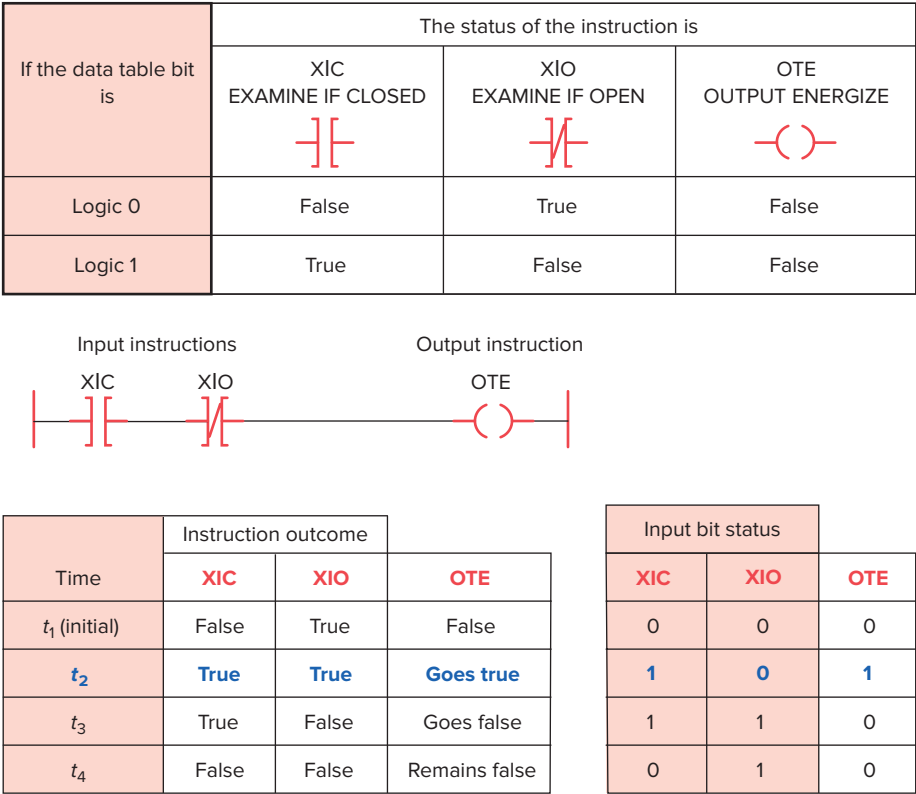 The status of the instruction is
If the data table bit
is
XIC
EXAMINE IF CLOSED
XIO
EXAMINE IF OPEN
OTE
OUTPUT ENERGIZE
Logic 0 False True False
Logic 1 True False False
Input instructions Output instruction
XIC XIO OTE
Instruction outcome
Time XIC XIO OTE
t1 (initial) False True False
t2 True True Goes true
t3 True False Goes false
t4 False False Remains false
Input bit status
XIC XIO OTE
0 0 0
1 0 1
1 1 0
0 1 0